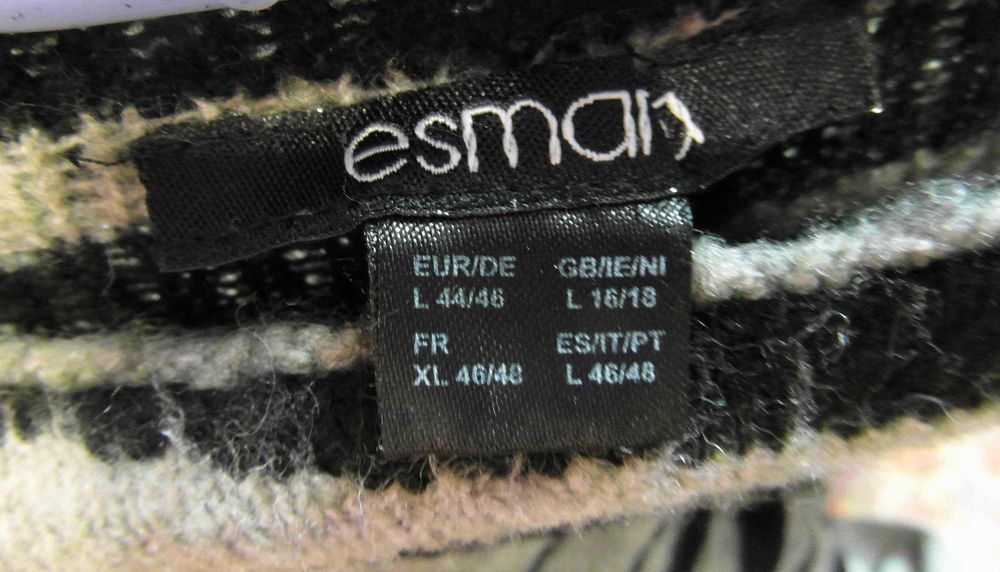 esmara
EUR/DE GB/IE/NI
L 44/46 L 16/18
FR ES/IT/PT
XL 46/48 L 46/48